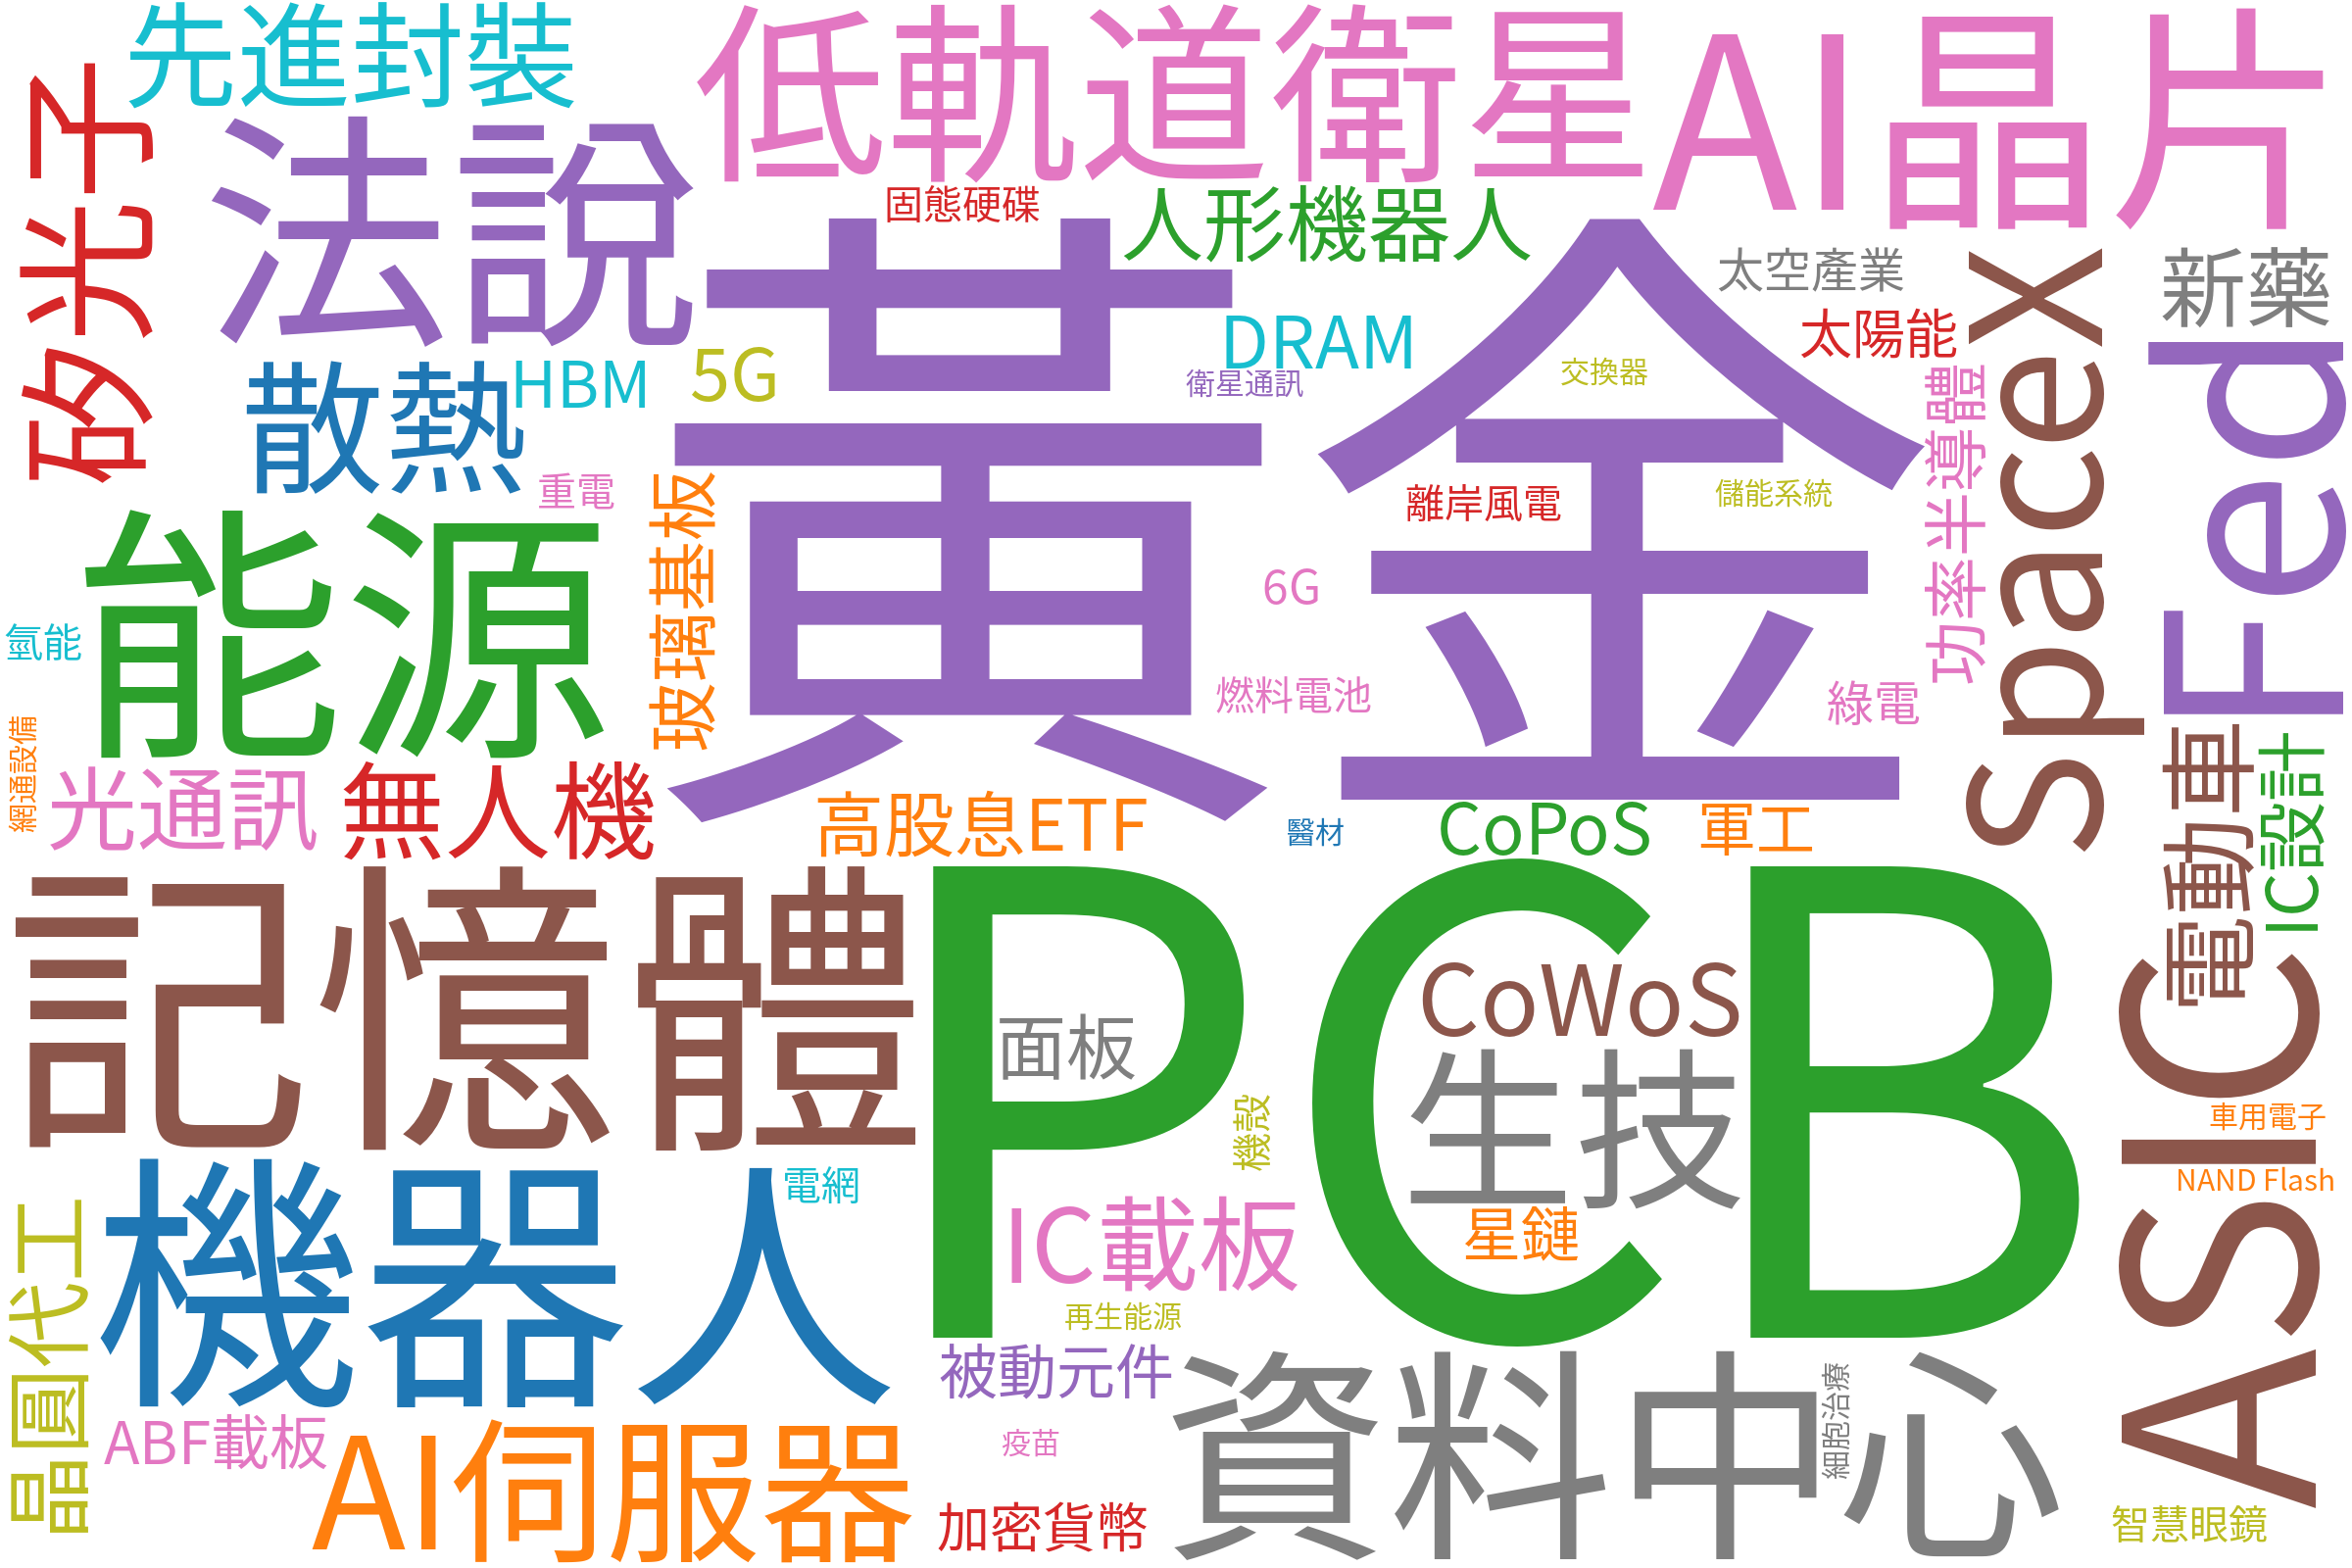 先進封裝
低軌道衛星
AI晶片
矽光子
法說
固態硬碟
人形機器人
黃金
太空產業
新藥
spacex
太陽能
DRAM
HBM
5G
散熱
衛星通訊
交換器
Fed
功率半導體
重電
玻璃基板
離岸風電
儲能系統
能源
6G
氫能
燃料電池
綠電
網通設備
光通訊
無人機
高股息ETF
醫材
CoPoS
軍工
電動車
IC設計
記憶體
PCB
CoWoS
面板
生技
ASIC
機殼
車用電子
機器人
電網
NAND Flash
IC載板
星鏈
晶圓代工
再生能源
被動元件
資料中心
細胞治療
ABF載板
AI伺服器
疫苗
加密貨幣
智慧眼鏡